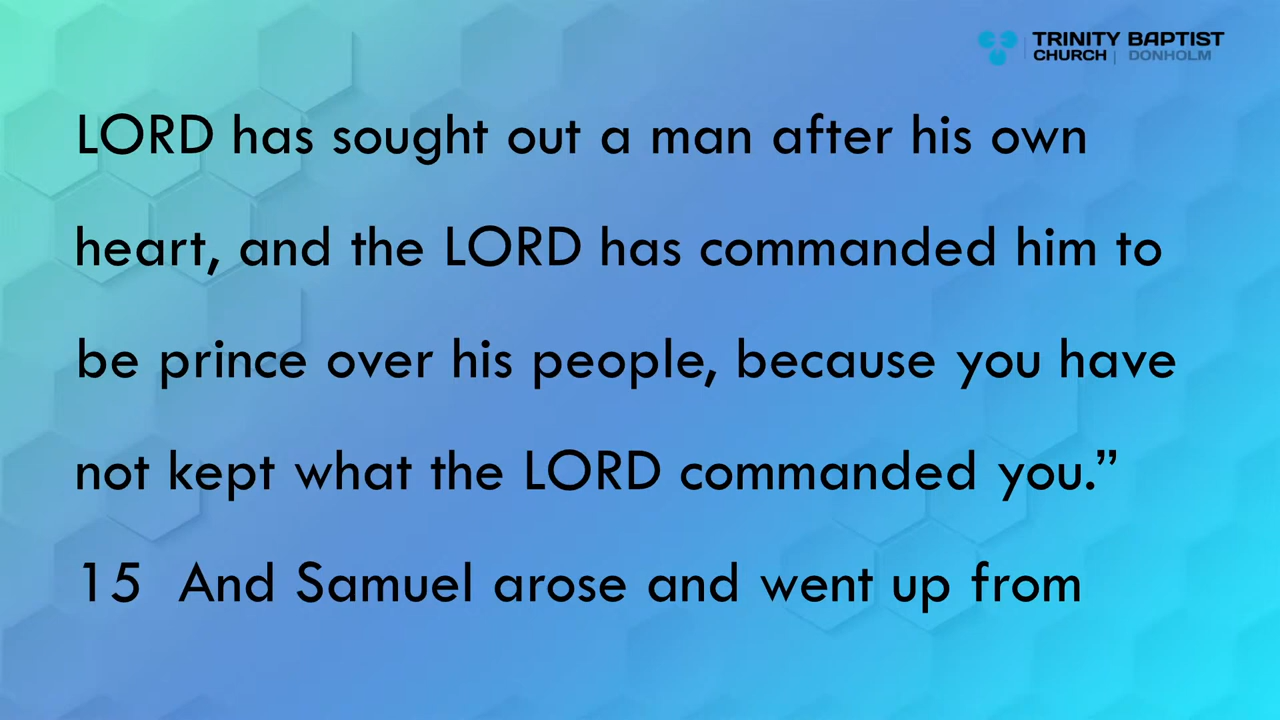 TRINITY BAPTIST
CHURCH | DONHOLM
LORD has sought out a man after his own
heart, and the LORD has commanded him to
be prince over his people, because you have
not kept what the LORD commanded you.”
15  And Samuel arose and went up from